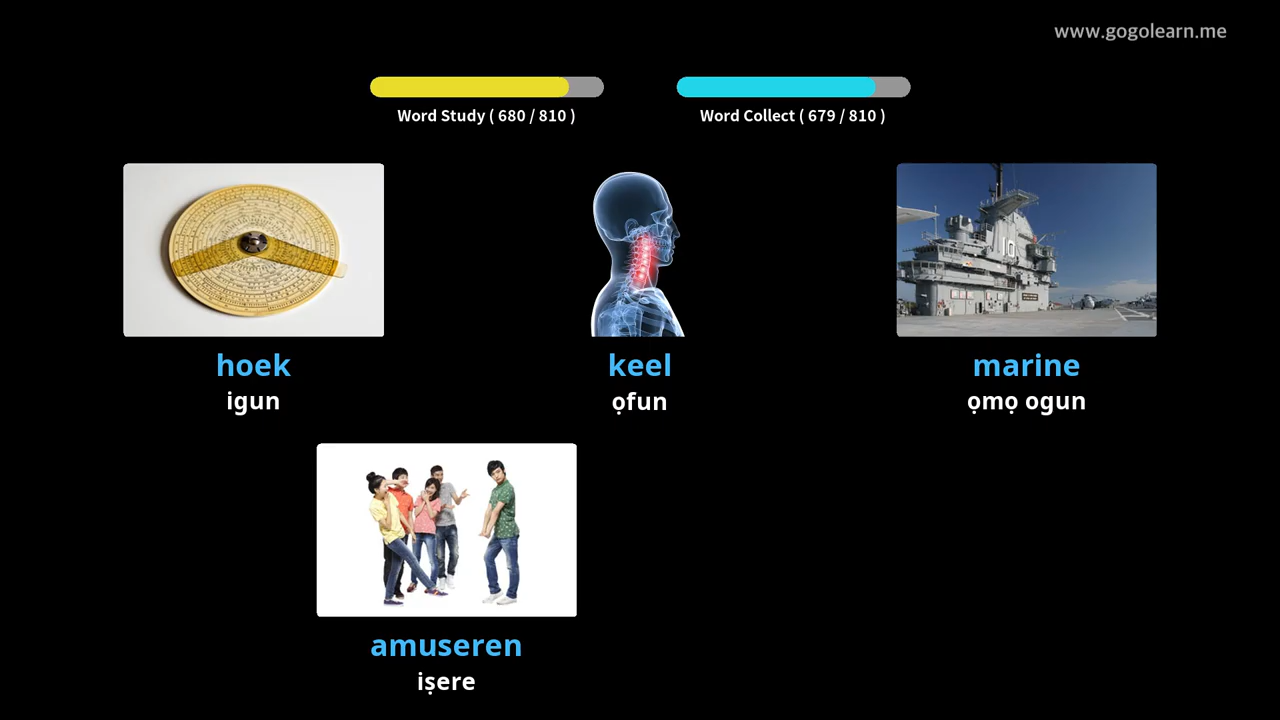 www.gogolearn.me
Word Study ( 680 / 810 )
Word Collect ( 679 / 810 )
16
hoek
igun
keel
ọfun
marine
ọmọ ogun
amuseren
iṣere